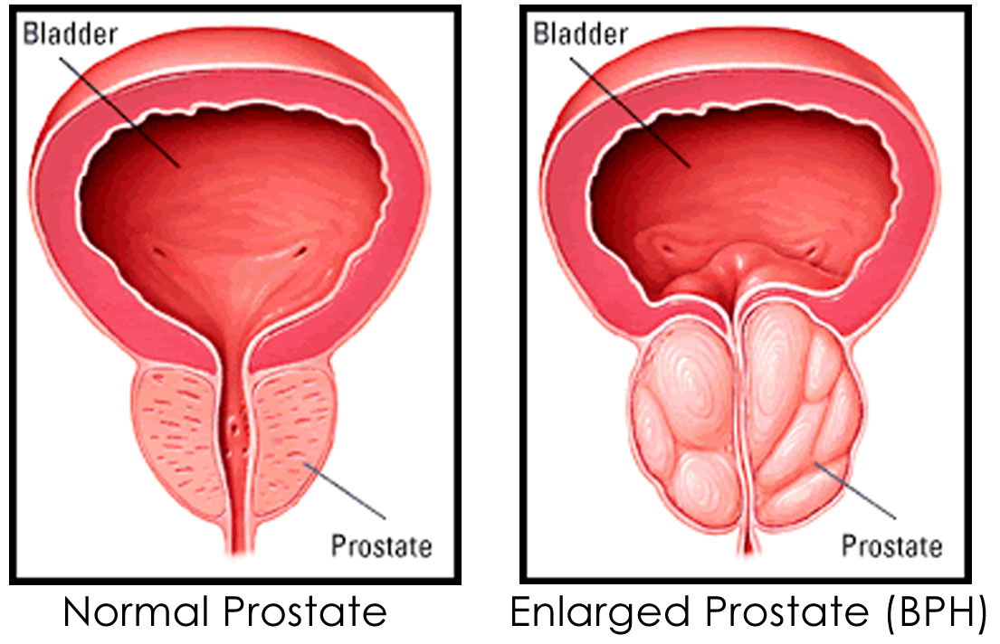 Bladder
Prostate
Normal Prostate
Bladder
Prostate
Enlarged Prostate (BPH)